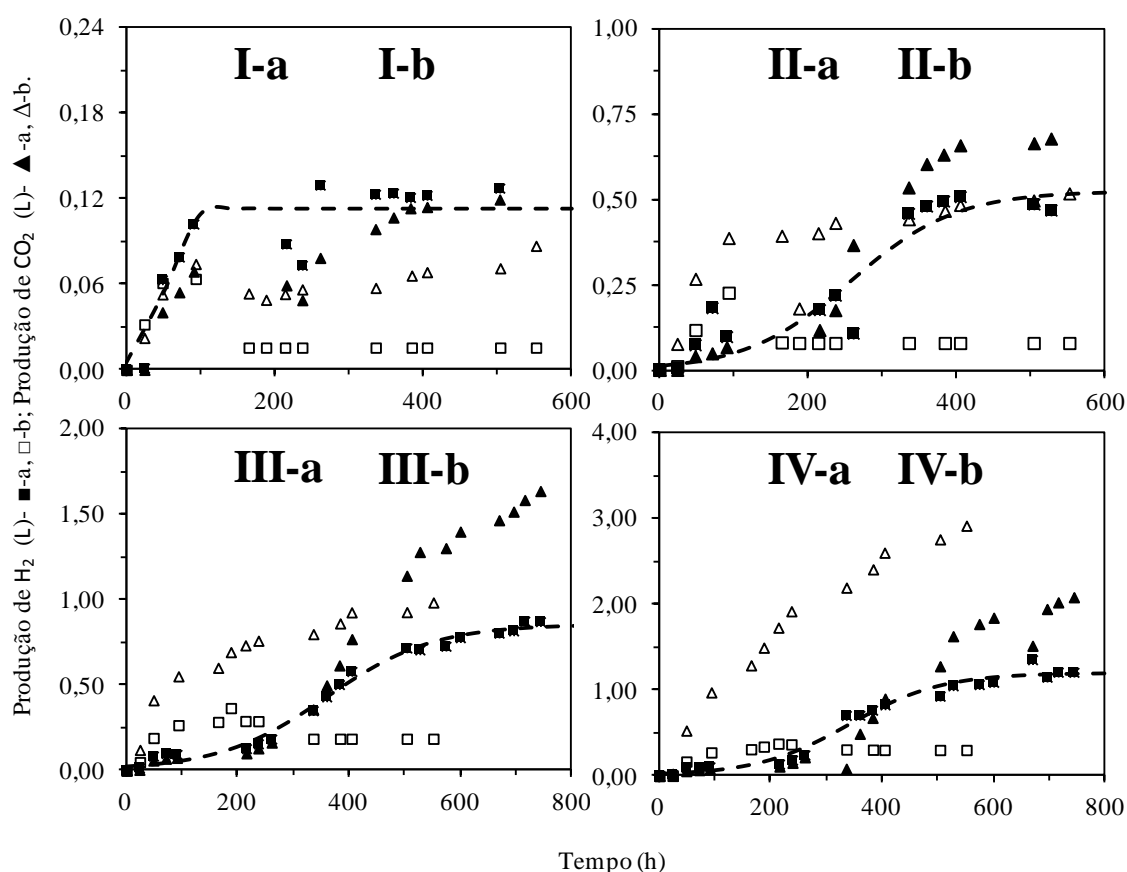 Produção de H₂ (L)- ■-a, □-b; Produção de CO₂ (L)- ▲-a, Δ-b.
0,24
0,18
0,12
0,06
0,00
I-a I-b
0 200 400 600
1,00
0,75
0,50
0,25
0,00
II-a II-b
0 200 400 600
2,00
1,50
1,00
0,50
0,00
III-a III-b
0 200 400 600 800
4,00
3,00
2,00
1,00
0,00
IV-a IV-b
0 200 400 600 800
Tempo (h)